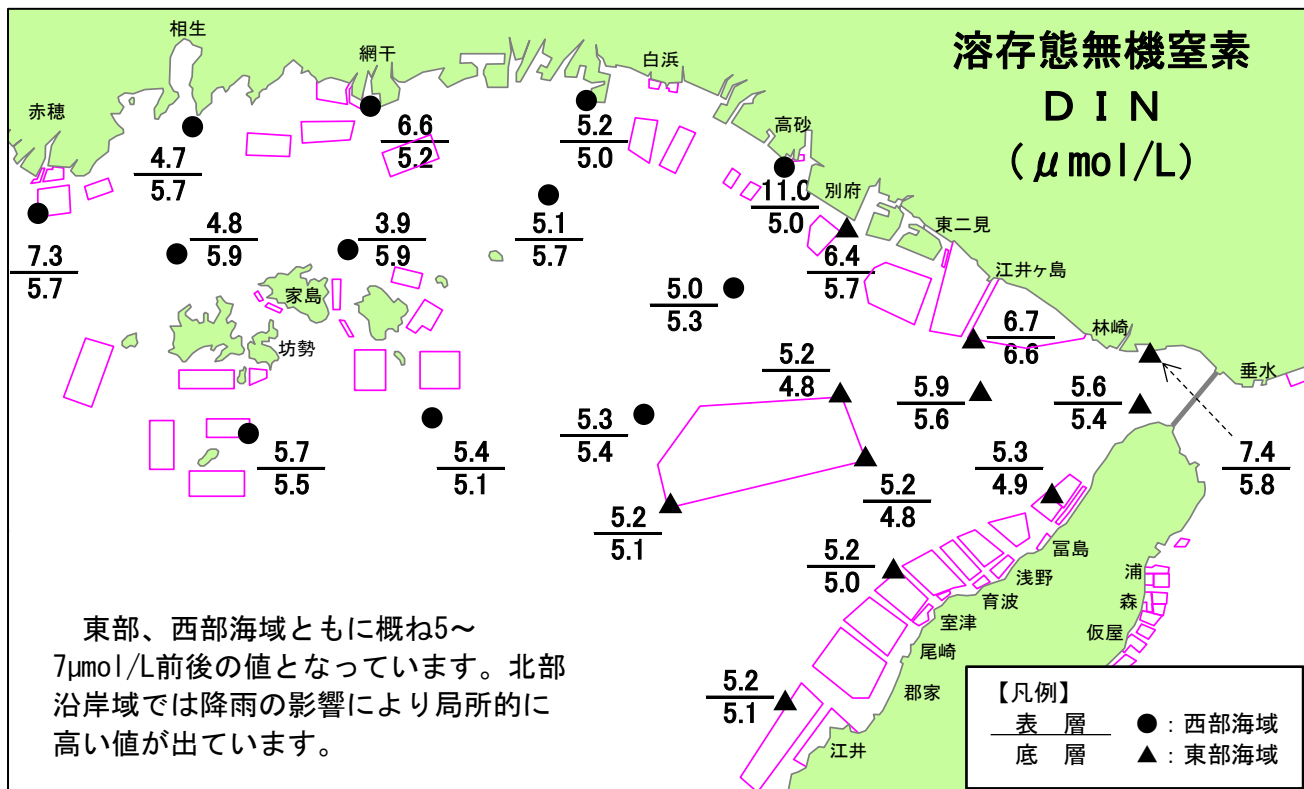 溶存態無機窒素
ＤＩＮ
(μmol/L)
相生
網干
白浜
赤穂
高砂
別府
東二見
江井ヶ島
林崎
垂水
家島
坊勢
冨島
浅野
育波
室津
尾崎
郡家
江井
浦
森
仮屋
4.7
5.7
6.6
5.2
5.2
5.0
11.0
5.0
7.3
5.7
4.8
5.9
3.9
5.9
5.1
5.7
6.4
5.7
5.0
5.3
6.7
6.6
5.2
4.8
5.9
5.6
5.6
5.4
7.4
5.8
5.3
5.4
5.7
5.5
5.4
5.1
5.2
4.8
5.3
4.9
5.2
5.1
5.2
5.0
5.2
5.1
東部、西部海域ともに概ね5～
7μmol/L前後の値となっています。北部
沿岸域では降雨の影響により局所的に
高い値が出ています。
【凡例】
表　層　●：西部海域
底　層　▲：東部海域